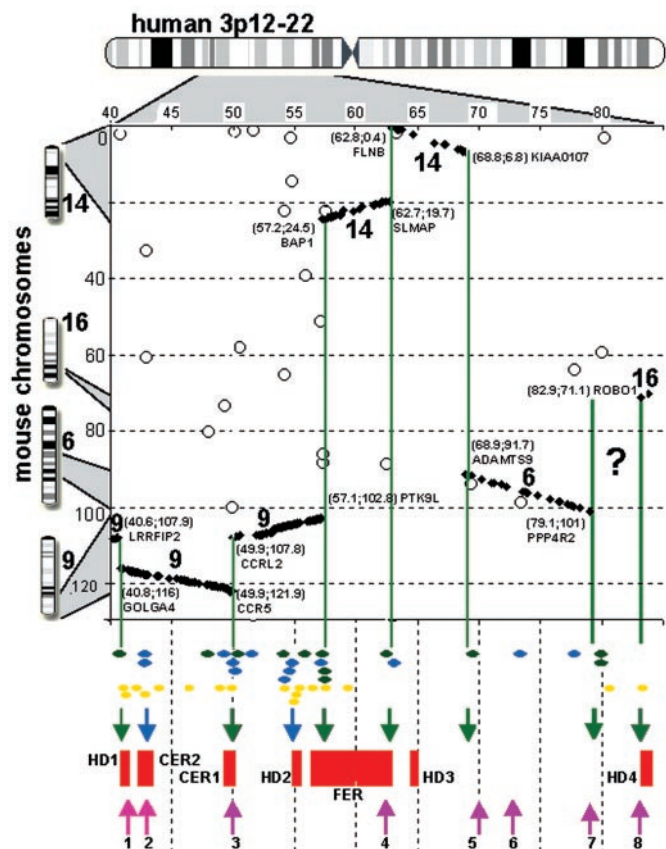 human 3p12-22
40 45 50 55 60 65 70 75 80
mouse chromosomes
0
(62.8;0.4)
FLNB
14
(68.8;6.8) KIAA0107
14
20
(57.2;24.5)
BAP1
14
(62.7;19.7)
SLMAP
40
16
60
16
(82.9;71.1) ROBO1
6
80
(68.9;91.7)
ADAMTS9
6
?
(57.1;102.8) PTK9L
100
9
(40.6;107.9)
LRRFIP2
9
(49.9;107.8)
CCRL2
(79.1;101)
PPP4R2
9
9
120
(40.8;116)
GOLGA4
(49.9;121.9)
CCR5
HD1
CER2
CER1
HD2
FER
HD3
HD4
1 2 3 4 5 6 7 8